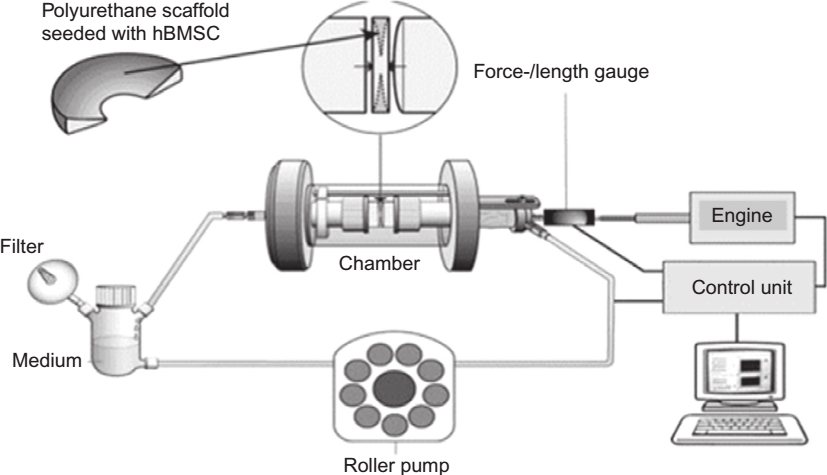 Polyurethane scaffold
seeded with hBMSC
Force-/length gauge
Engine
Filter
Chamber
Control unit
Medium
Roller pump